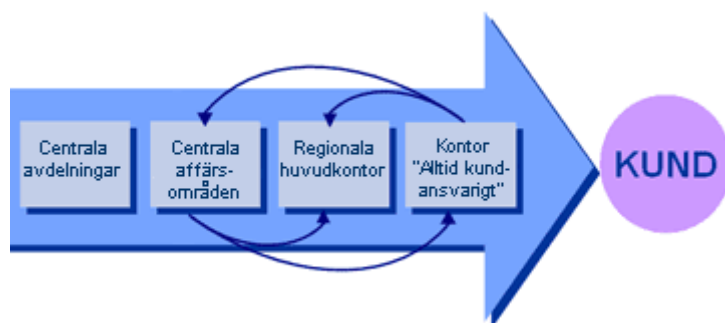 Centrala
avdelningar
Centrala
affärs-
områden
Regionala
huvudkontor
Kontor
"Alltid kund-
ansvarigt"
KUND